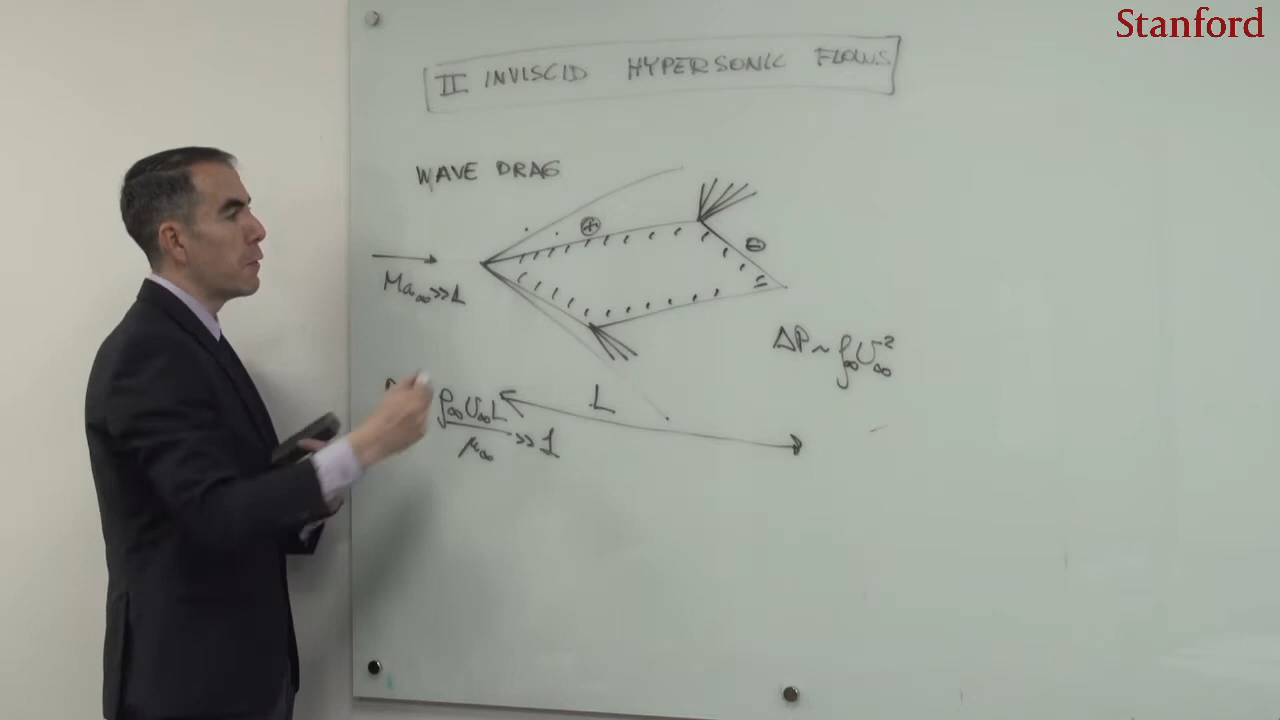 Stanford
II INVISCID HYPERSONIC FLOWS
WAVE DRAG
⊕
⊖
Ma∞>>1
ΔP~ρ∞U∞²
L
ρ∞U∞L
μ∞ >>1